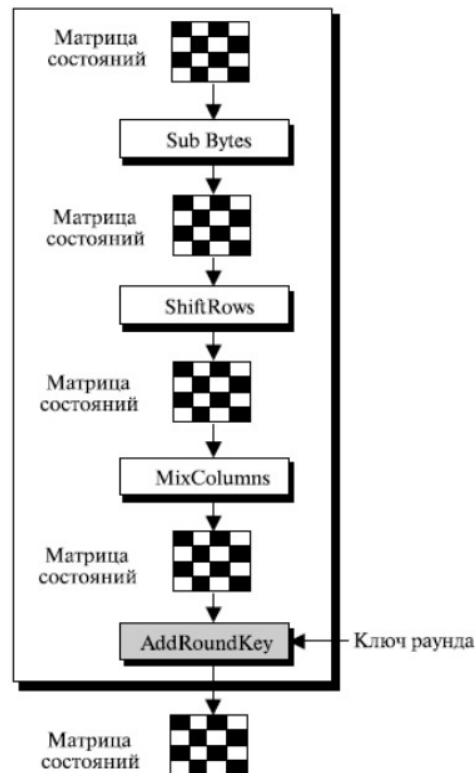 Матрица
состояний
Sub Bytes
Матрица
состояний
ShiftRows
Матрица
состояний
MixColumns
Матрица
состояний
AddRoundKey
Ключ раунда
Матрица
состояний